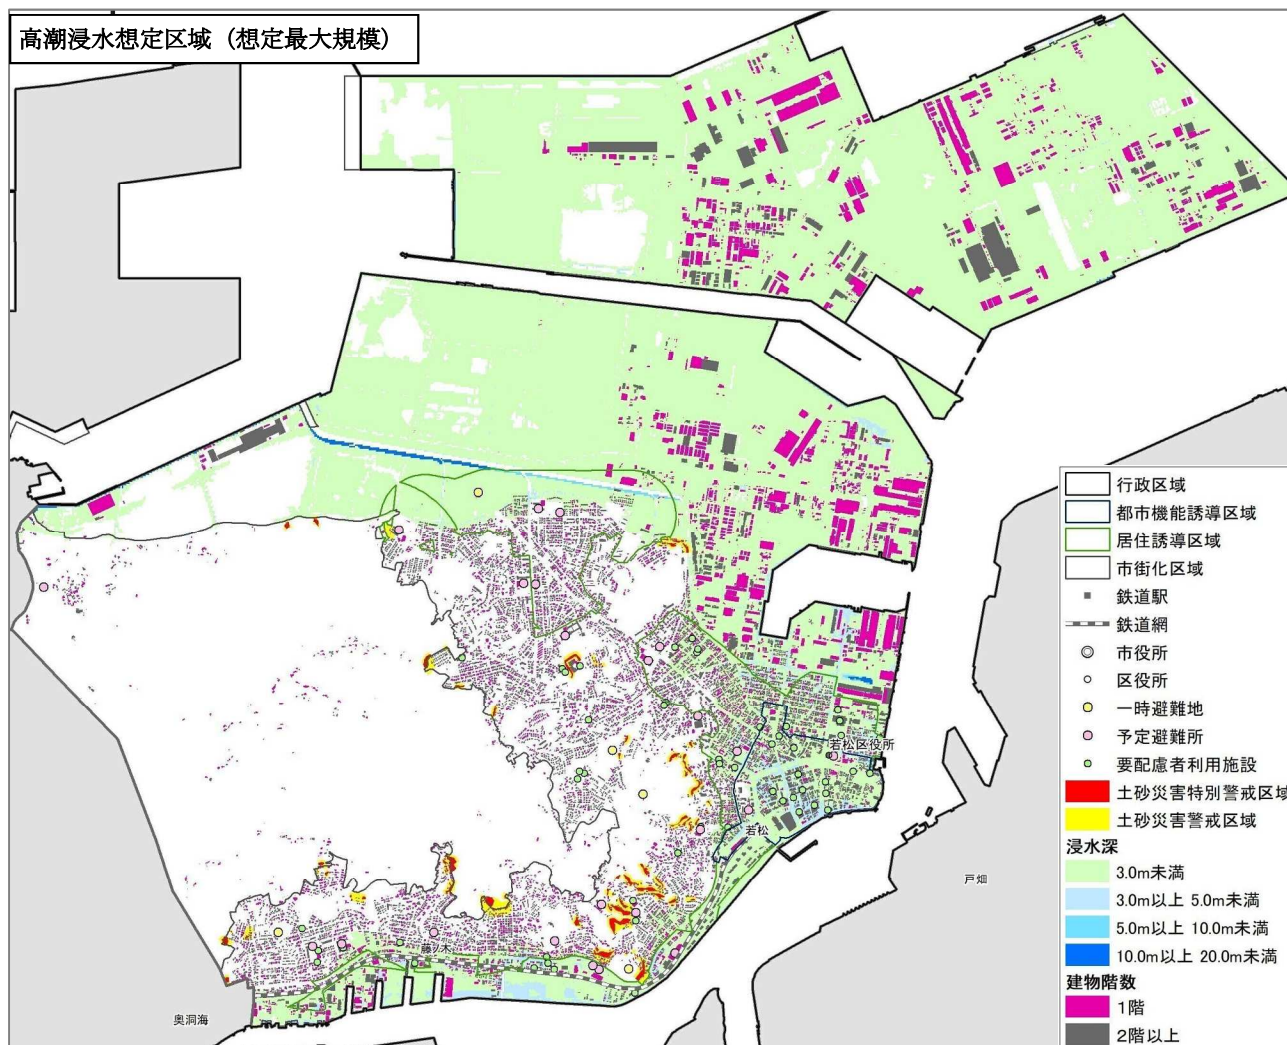 高潮浸水想定区域（想定最大規模）
行政区域
都市機能誘導区域
居住誘導区域
市街化区域
鉄道駅
鉄道網
市役所
区役所
一時避難地
予定避難所
要配慮者利用施設
土砂災害特別警戒区域
土砂災害警戒区域
浸水深
3.0m未満
3.0m以上 5.0m未満
5.0m以上 10.0m未満
10.0m以上 20.0m未満
建物階数
1階
2階以上
若松区役所
若松
戸畑
藤ノ木
奥洞海